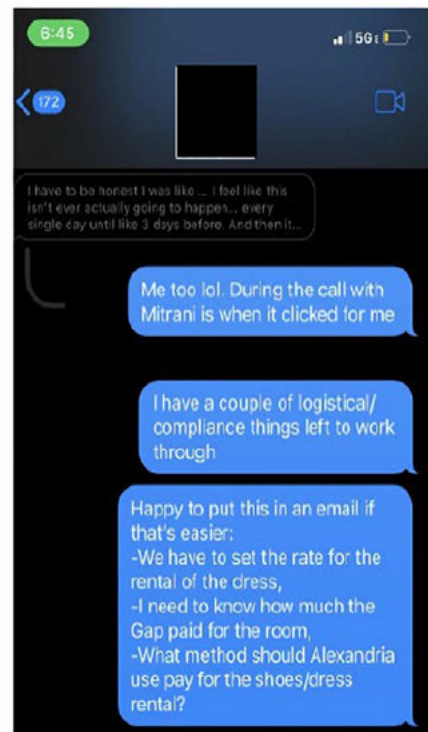 6:45
5G
172
I have to be honest I was like ... I feel like this
isn't ever actually going to happen... every
single day until like 3 days before. And then it...
Me too lol. During the call with
Mitrani is when it clicked for me
I have a couple of logistical/
compliance things left to work
through
Happy to put this in an email if
that's easier:
-We have to set the rate for the
rental of the dress,
-I need to know how much the
Gap paid for the room,
-What method should Alexandria
use pay for the shoes/dress
rental?